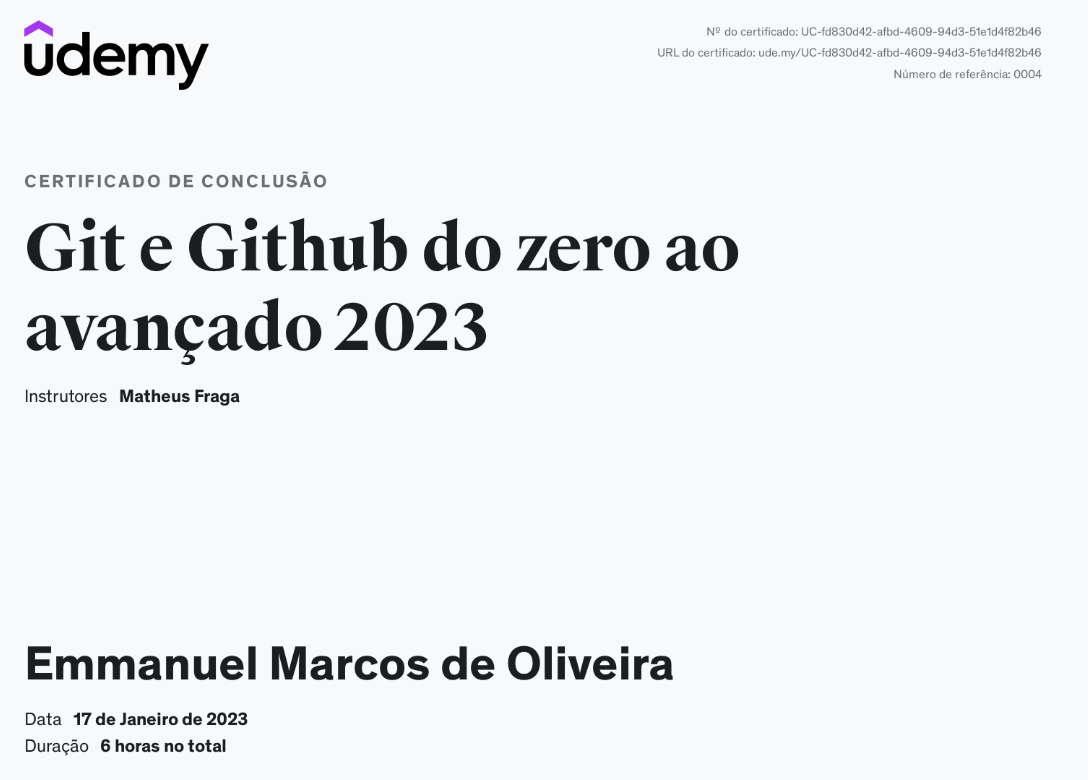 udemy
Nº do certificado: UC-fd830d42-afbd-4609-94d3-51e1d4f82b46
URL do certificado: ude.my/UC-fd830d42-afbd-4609-94d3-51e1d4f82b46
Número de referência: 0004
CERTIFICADO DE CONCLUSÃO
Git e Github do zero ao
avançado 2023
Instrutores Matheus Fraga
Emmanuel Marcos de Oliveira
Data 17 de Janeiro de 2023
Duração 6 horas no total